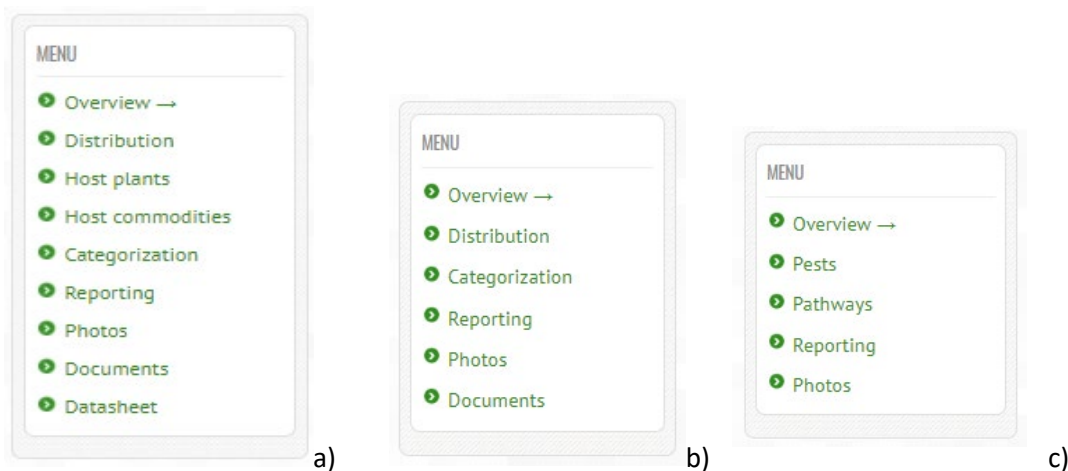 MENU
Overview →
Distribution
Host plants
Host commodities
Categorization
Reporting
Photos
Documents
Datasheet
a)
MENU
Overview →
Distribution
Categorization
Reporting
Photos
Documents
b)
MENU
Overview →
Pests
Pathways
Reporting
Photos
c)